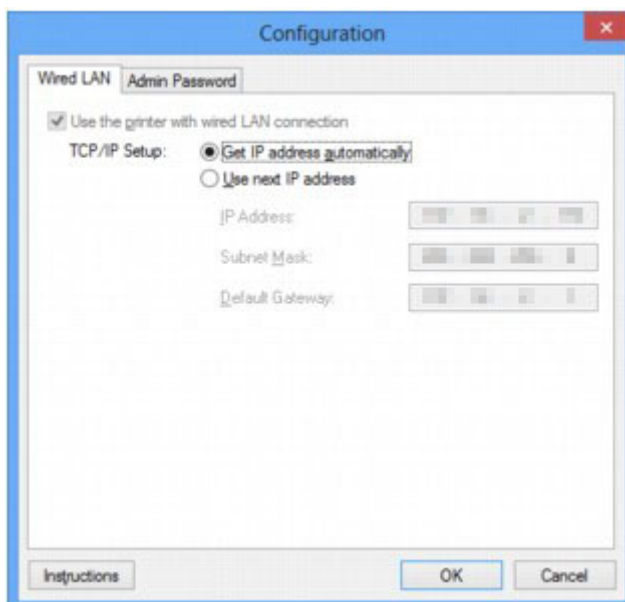 Configuration
Wired LAN
Admin Password
Use the printer with wired LAN connection
TCP/IP Setup:
Get IP address automatically
Use next IP address
IP Address:
Subnet Mask:
Default Gateway:
Instructions
OK
Cancel